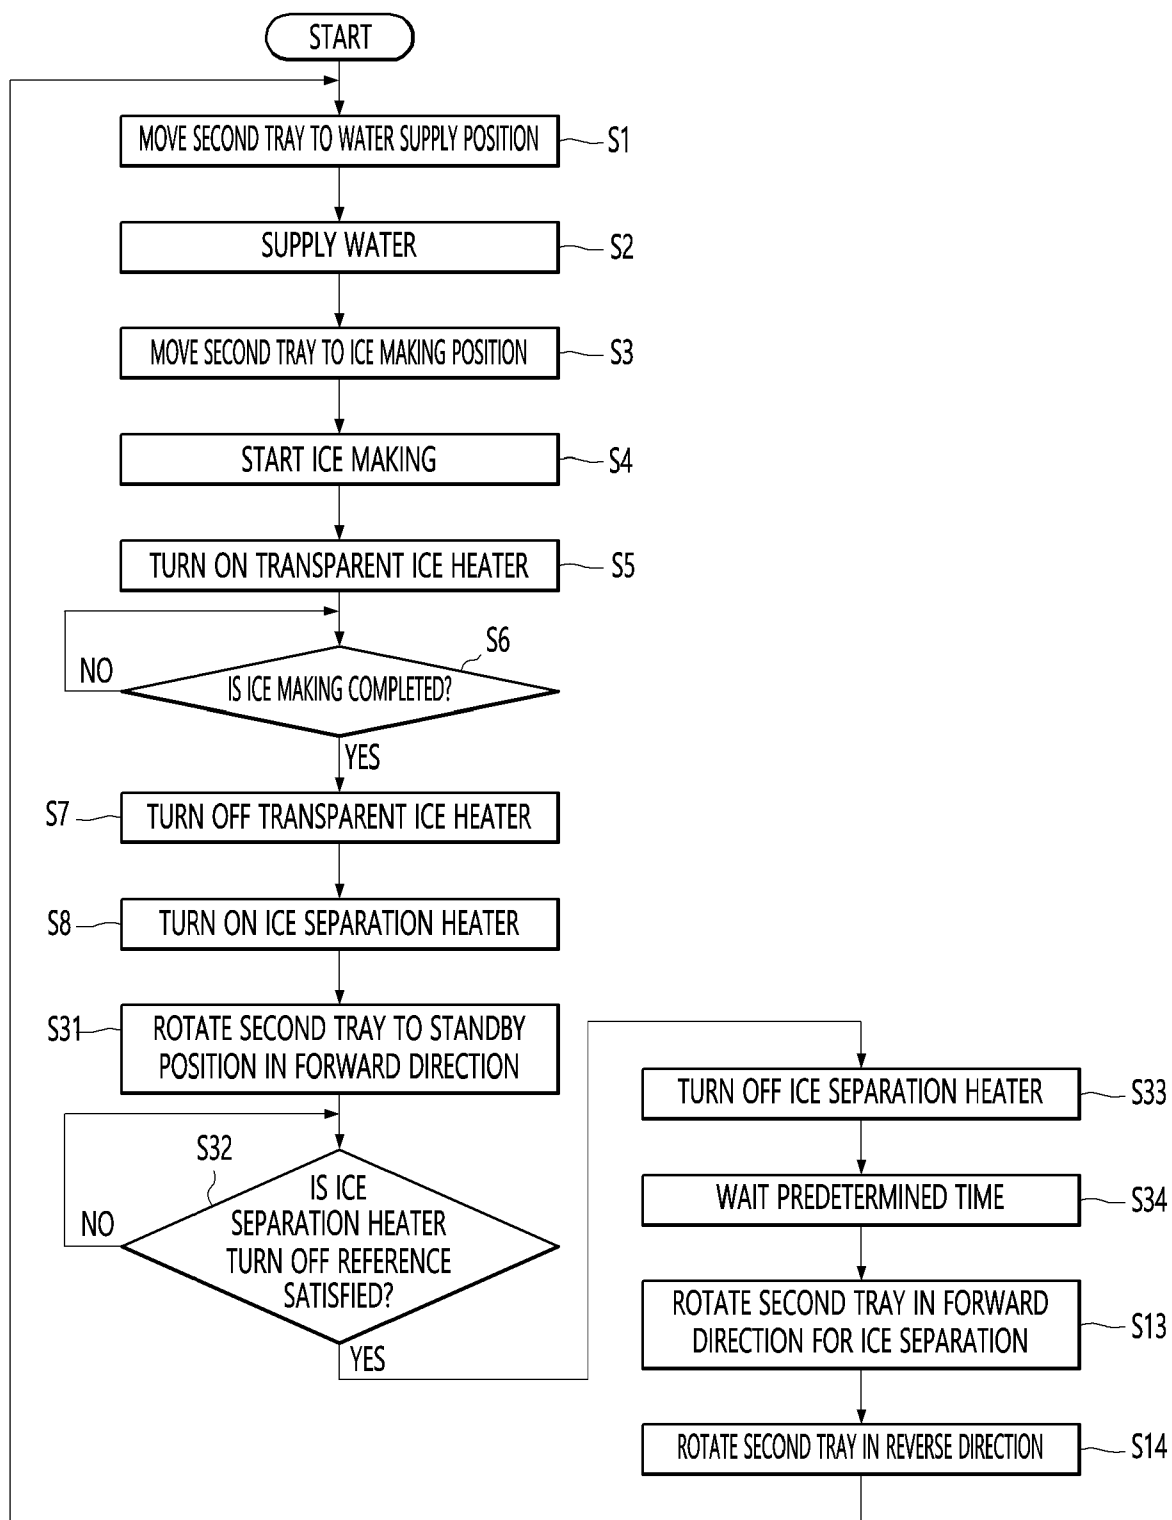 START
MOVE SECOND TRAY TO WATER SUPPLY POSITION
S1
SUPPLY WATER
S2
MOVE SECOND TRAY TO ICE MAKING POSITION
S3
START ICE MAKING
S4
TURN ON TRANSPARENT ICE HEATER
S5
S6
NO
IS ICE MAKING COMPLETED?
YES
S7
TURN OFF TRANSPARENT ICE HEATER
S8
TURN ON ICE SEPARATION HEATER
S31
ROTATE SECOND TRAY TO STANDBY
POSITION IN FORWARD DIRECTION
S32
NO
IS ICE
SEPARATION HEATER
TURN OFF REFERENCE
SATISFIED?
YES
TURN OFF ICE SEPARATION HEATER
S33
WAIT PREDETERMINED TIME
S34
ROTATE SECOND TRAY IN FORWARD
DIRECTION FOR ICE SEPARATION
S13
ROTATE SECOND TRAY IN REVERSE DIRECTION
S14